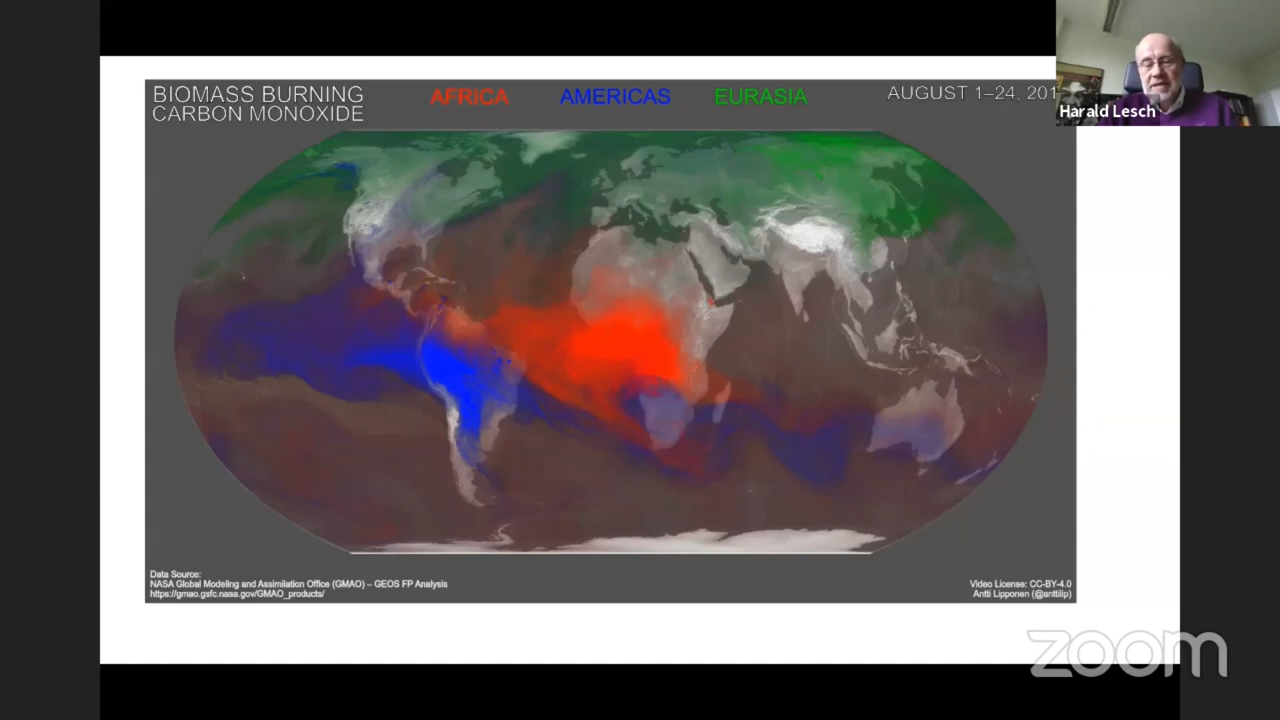 BIOMASS BURNING
CARBON MONOXIDE
AFRICA
AMERICAS
EURASIA
AUGUST 1–24, 201
Harald Lesch
Data Source:
NASA Global Modeling and Assimilation Office (GMAO) – GEOS FP Analysis
https://gmao.gsfc.nasa.gov/GMAO_products/
Video License: CC-BY-4.0
Antti Lipponen (@anttilip)
zoom